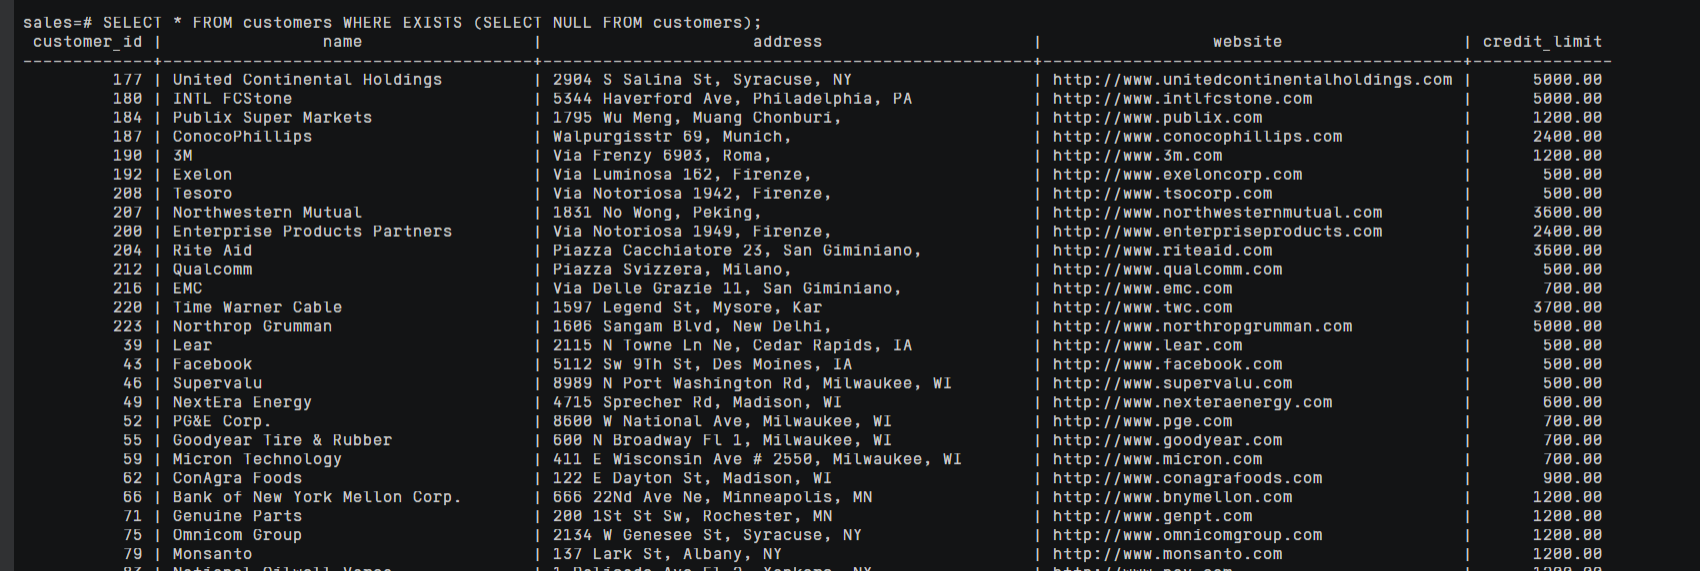 sales=# SELECT * FROM customers WHERE EXISTS (SELECT NULL FROM customers);
customer_id | name | address | website | credit_limit
-------------+-------------------------------------+-------------------------------------------------+------------------------------------------+--------------
177 | United Continental Holdings | 2904 S Salina St, Syracuse, NY | http://www.unitedcontinentalholdings.com | 5000.00
180 | INTL FCStone | 5344 Haverford Ave, Philadelphia, PA | http://www.intlfcstone.com | 5000.00
184 | Publix Super Markets | 1795 Wu Meng, Muang Chonburi, | http://www.publix.com | 1200.00
187 | ConocoPhillips | Walpurgisstr 69, Munich, | http://www.conocophillips.com | 2400.00
190 | 3M | Via Frenzy 6903, Roma, | http://www.3m.com | 1200.00
192 | Exelon | Via Luminosa 162, Firenze, | http://www.exeloncorp.com | 500.00
208 | Tesoro | Via Notoriosa 1942, Firenze, | http://www.tsocorp.com | 500.00
207 | Northwestern Mutual | 1831 No Wong, Peking, | http://www.northwesternmutual.com | 3600.00
200 | Enterprise Products Partners | Via Notoriosa 1949, Firenze, | http://www.enterpriseproducts.com | 2400.00
204 | Rite Aid | Piazza Cacchiatore 23, San Giminiano, | http://www.riteaid.com | 3600.00
212 | Qualcomm | Piazza Svizzera, Milano, | http://www.qualcomm.com | 500.00
216 | EMC | Via Delle Grazie 11, San Giminiano, | http://www.emc.com | 700.00
220 | Time Warner Cable | 1597 Legend St, Mysore, Kar | http://www.twc.com | 3700.00
223 | Northrop Grumman | 1606 Sangam Blvd, New Delhi, | http://www.northropgrumman.com | 5000.00
39 | Lear | 2115 N Towne Ln Ne, Cedar Rapids, IA | http://www.lear.com | 500.00
43 | Facebook | 5112 Sw 9Th St, Des Moines, IA | http://www.facebook.com | 500.00
46 | Supervalu | 8989 N Port Washington Rd, Milwaukee, WI | http://www.supervalu.com | 500.00
49 | NextEra Energy | 4715 Sprecher Rd, Madison, WI | http://www.nexteraenergy.com | 600.00
52 | PG&E Corp. | 8600 W National Ave, Milwaukee, WI | http://www.pge.com | 700.00
55 | Goodyear Tire & Rubber | 600 N Broadway Fl 1, Milwaukee, WI | http://www.goodyear.com | 700.00
59 | Micron Technology | 411 E Wisconsin Ave # 2550, Milwaukee, WI | http://www.micron.com | 700.00
62 | ConAgra Foods | 122 E Dayton St, Madison, WI | http://www.conagrafoods.com | 900.00
66 | Bank of New York Mellon Corp. | 666 22Nd Ave Ne, Minneapolis, MN | http://www.bnymellon.com | 1200.00
71 | Genuine Parts | 200 1St St Sw, Rochester, MN | http://www.genpt.com | 1200.00
75 | Omnicom Group | 2134 W Genesee St, Syracuse, NY | http://www.omnicomgroup.com | 1200.00
79 | Monsanto | 137 Lark St, Albany, NY | http://www.monsanto.com | 1200.00